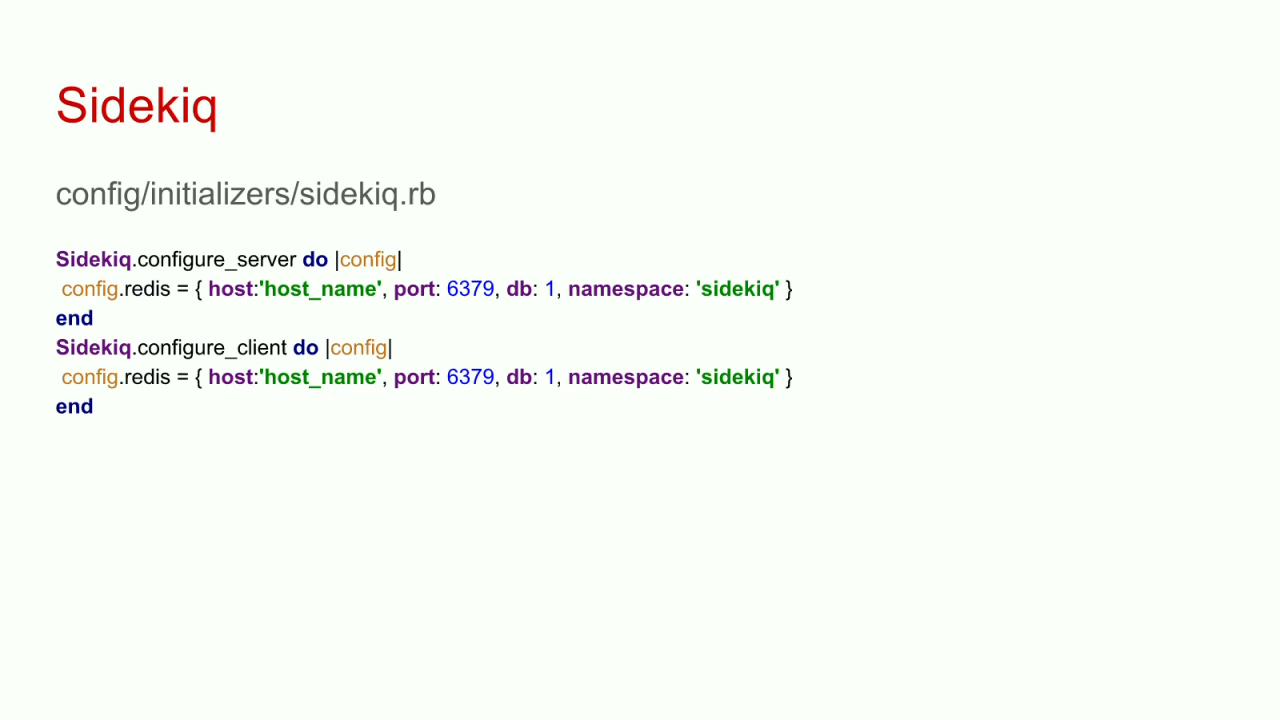 Sidekiq
config/initializers/sidekiq.rb
Sidekiq.configure_server do |config|
 config.redis = { host:'host_name', port: 6379, db: 1, namespace: 'sidekiq' }
end
Sidekiq.configure_client do |config|
 config.redis = { host:'host_name', port: 6379, db: 1, namespace: 'sidekiq' }
end